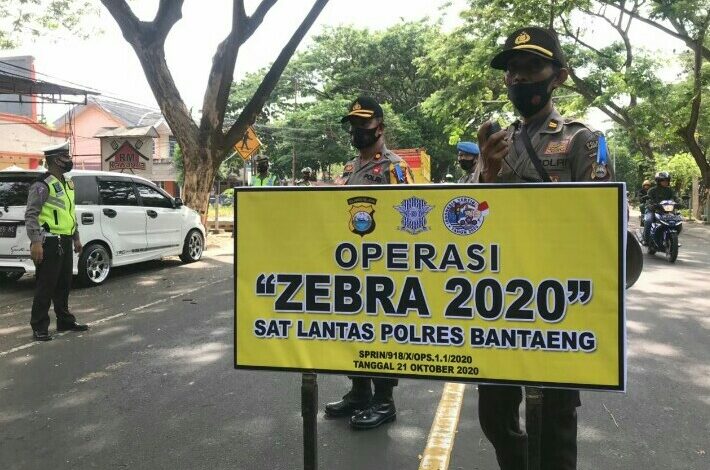 OPERASI
"ZEBRA 2020"
SAT LANTAS POLRES BANTAENG
SPRIN/918/X/OPS.1.1/2020
TANGGAL 21 OKTOBER 2020